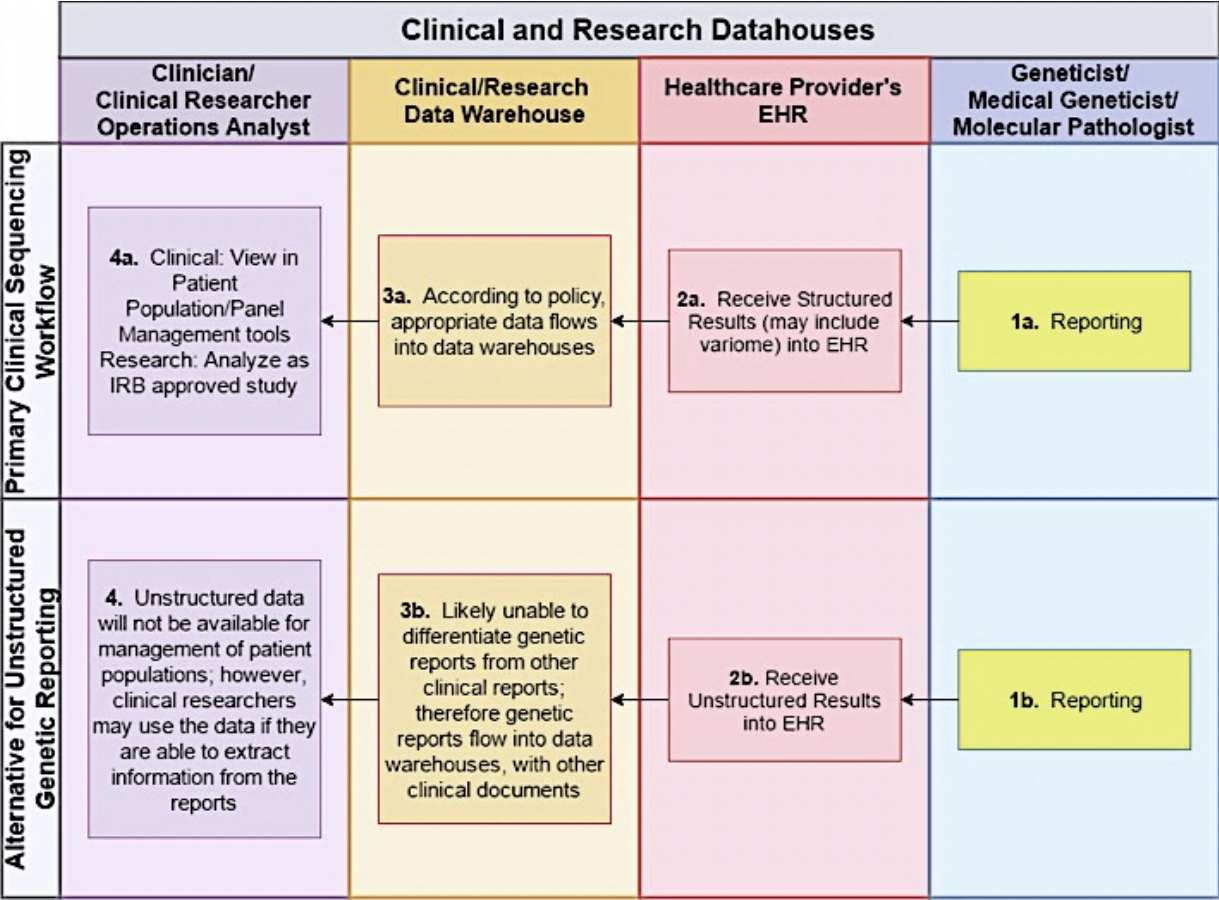 Clinical and Research Datahouses
Clinician/
Clinical Researcher
Operations Analyst
Clinical/Research
Data Warehouse
Healthcare Provider's
EHR
Geneticist/
Medical Geneticist/
Molecular Pathologist
Primary Clinical Sequencing
Workflow
4a. Clinical: View in
Patient
Population/Panel
Management tools
Research: Analyze as
IRB approved study
3a. According to policy,
appropriate data flows
into data warehouses
2a. Receive Structured
Results (may include
variome) into EHR
1a. Reporting
Alternative for Unstructured
Genetic Reporting
4. Unstructured data
will not be available for
management of patient
populations; however,
clinical researchers
may use the data if they
are able to extract
information from the
reports
3b. Likely unable to
differentiate genetic
reports from other
clinical reports;
therefore genetic
reports flow into data
warehouses, with other
clinical documents
2b. Receive
Unstructured Results
into EHR
1b. Reporting